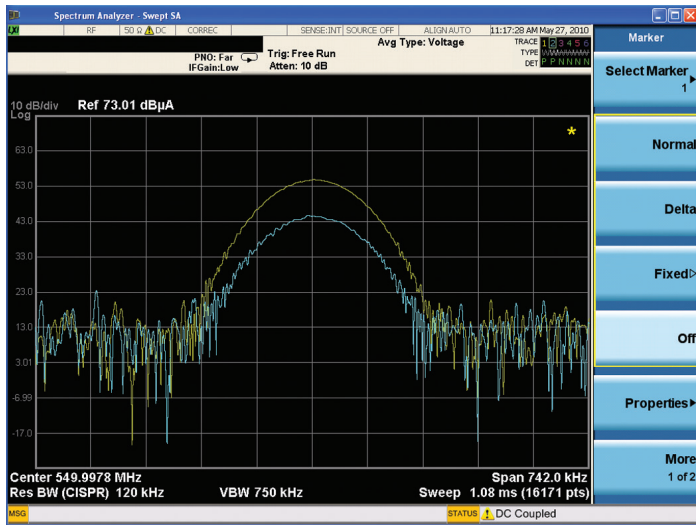 Spectrum Analyzer - Swept SA
LXI RF 50 Ω DC CORREC SENSE:INT SOURCE OFF ALIGN AUTO 11:17:28 AM May 27, 2010
PNO: Far
IFGain:Low
Trig: Free Run
Atten: 10 dB
Avg Type: Voltage
TRACE 1 2 3 4 5 6
TYPE
DET P P N N N N
10 dB/div Ref 73.01 dBµA
Log
63.0
53.0
43.0
33.0
23.0
13.0
3.01
-6.99
-17.0
Center 549.9978 MHz Span 742.0 kHz
Res BW (CISPR) 120 kHz VBW 750 kHz Sweep 1.08 ms (16171 pts)
MSG STATUS DC Coupled
Marker
Select Marker
1
Normal
Delta
Fixed
Off
Properties
More
1 of 2